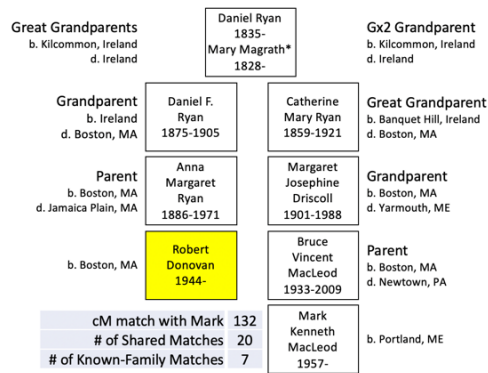 Great Grandparents
b. Kilcommon, Ireland
d. Ireland
Daniel Ryan
1835-
Mary Magrath*
1828-
Gx2 Grandparent
b. Kilcommon, Ireland
d. Ireland
Grandparent
b. Ireland
d. Boston, MA
Daniel F.
Ryan
1875-1905
Catherine
Mary Ryan
1859-1921
Great Grandparent
b. Banquet Hill, Ireland
d. Boston, MA
Parent
b. Boston, MA
d. Jamaica Plain, MA
Anna
Margaret
Ryan
1886-1971
Margaret
Josephine
Driscoll
1901-1988
Grandparent
b. Boston, MA
d. Yarmouth, ME
b. Boston, MA
Robert
Donovan
1944-
Bruce
Vincent
MacLeod
1933-2009
Parent
b. Boston, MA
d. Newtown, PA
cM match with Mark 132
# of Shared Matches 20
# of Known-Family Matches 7
Mark
Kenneth
MacLeod
1957-
b. Portland, ME